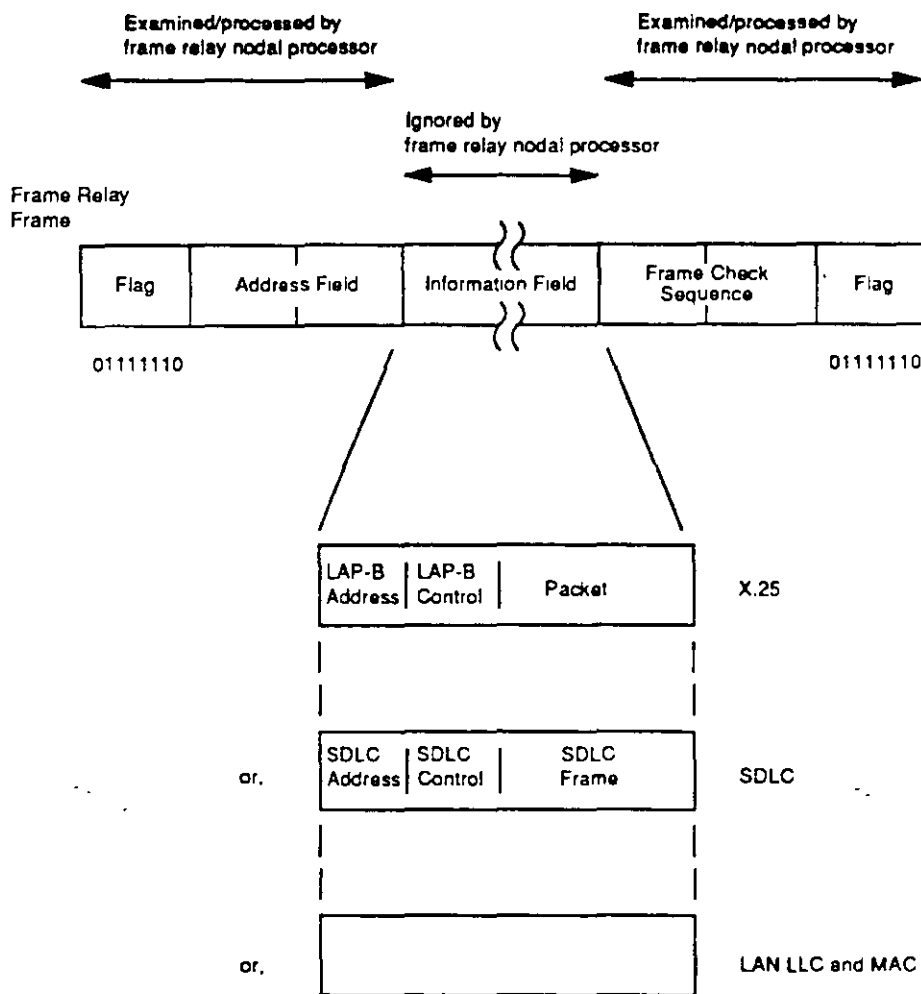 Examined/processed by
frame relay nodal processor
Examined/processed by
frame relay nodal processor
Ignored by
frame relay nodal processor
Frame Relay
Frame
Flag
Address Field
Information Field
Frame Check
Sequence
Flag
01111110
01111110
LAP-B
Address
LAP-B
Control
Packet
X.25
or,
SDLC
Address
SDLC
Control
SDLC
Frame
SDLC
or,
LAN LLC and MAC